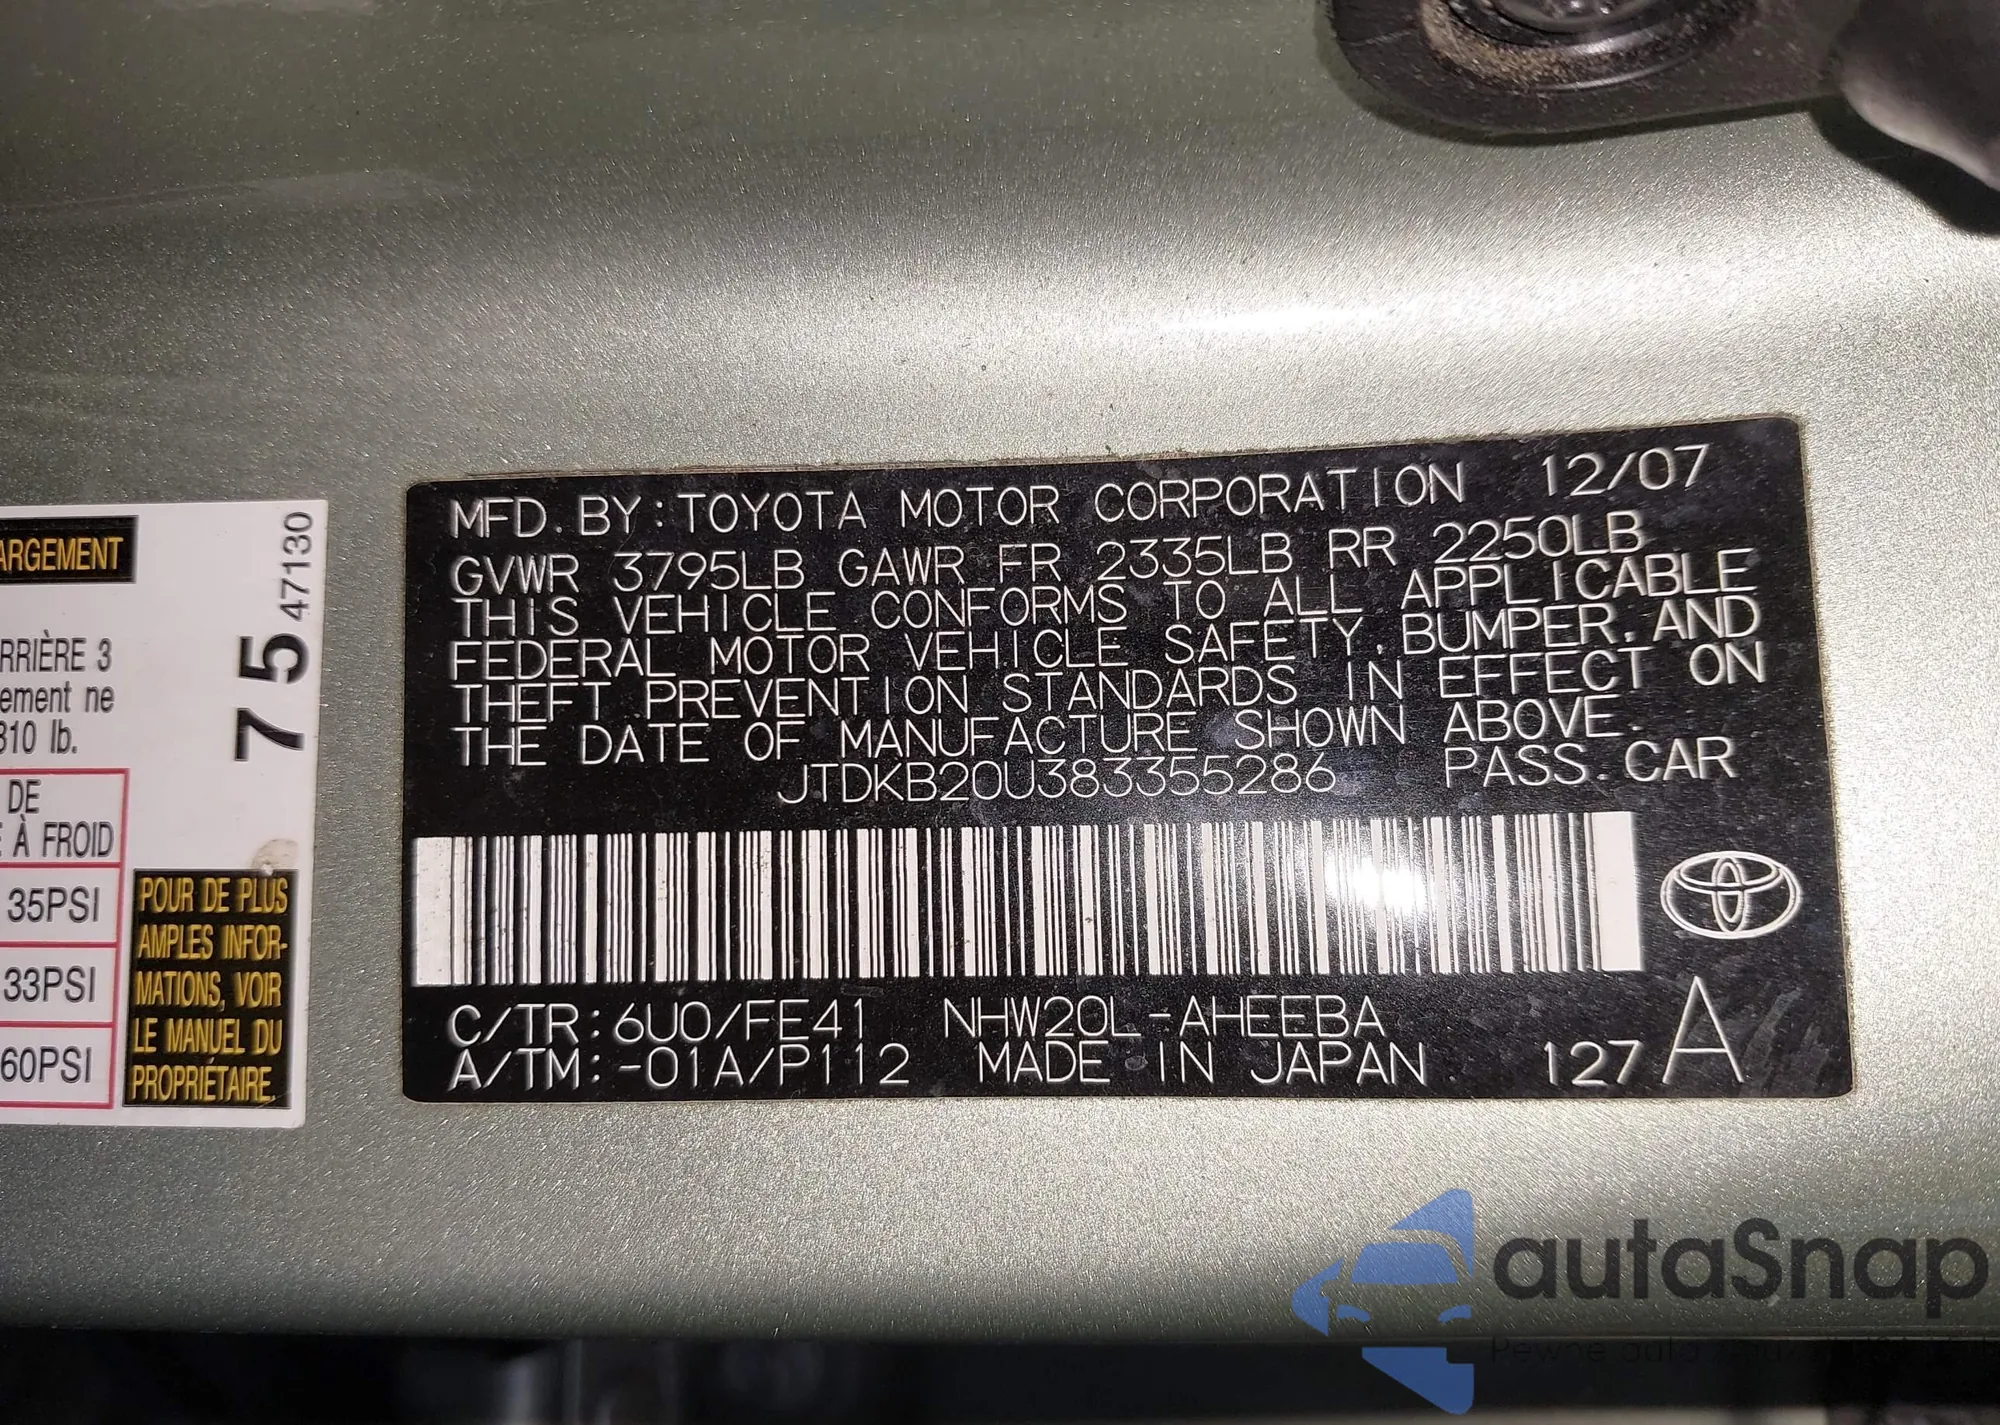 ARGEMENT
75 47130
RRIÈRE 3
ement ne
310 lb.
DE
À FROID
35PSI
33PSI
60PSI
POUR DE PLUS
AMPLES INFOR-
MATIONS, VOIR
LE MANUEL DU
PROPRIÉTAIRE.
MFD. BY: TOYOTA MOTOR CORPORATION 12/07
GVWR 3795LB GAWR FR 2335LB RR 2250LB
THIS VEHICLE CONFORMS TO ALL APPLICABLE
FEDERAL MOTOR VEHICLE SAFETY, BUMPER, AND
THEFT PREVENTION STANDARDS IN EFFECT ON
THE DATE OF MANUFACTURE SHOWN ABOVE.
JTDKB20U383355286 PASS. CAR
C/TR: 6U0/FE41 NHW20L-AHEEBA
A/TM: -01A/P112 MADE IN JAPAN 127 A
autaSnap
Pewne auto